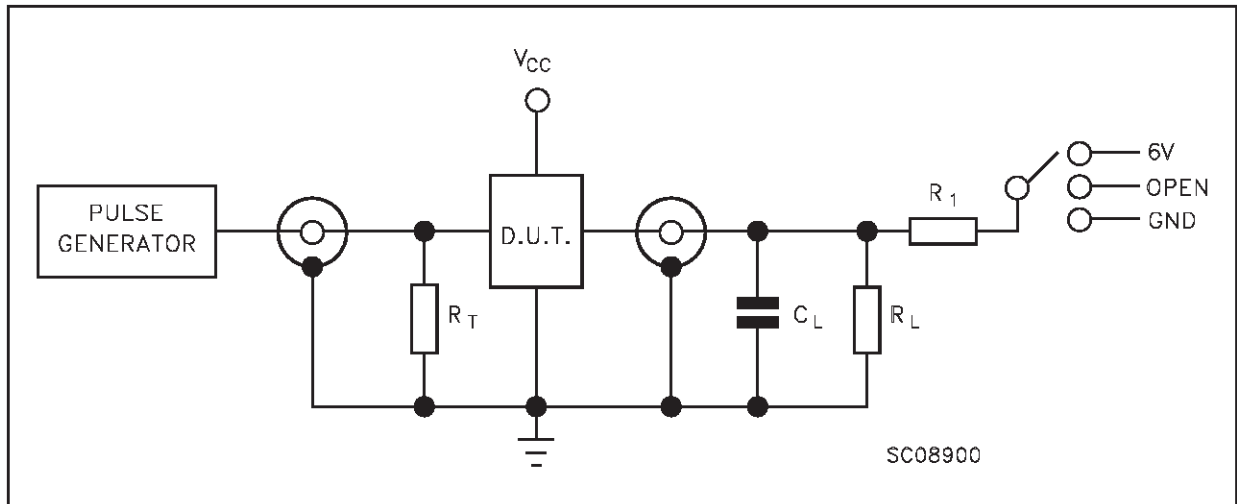 VCC
6V
PULSE
GENERATOR
D.U.T.
R1
OPEN
GND
RT
CL
RL
SC08900